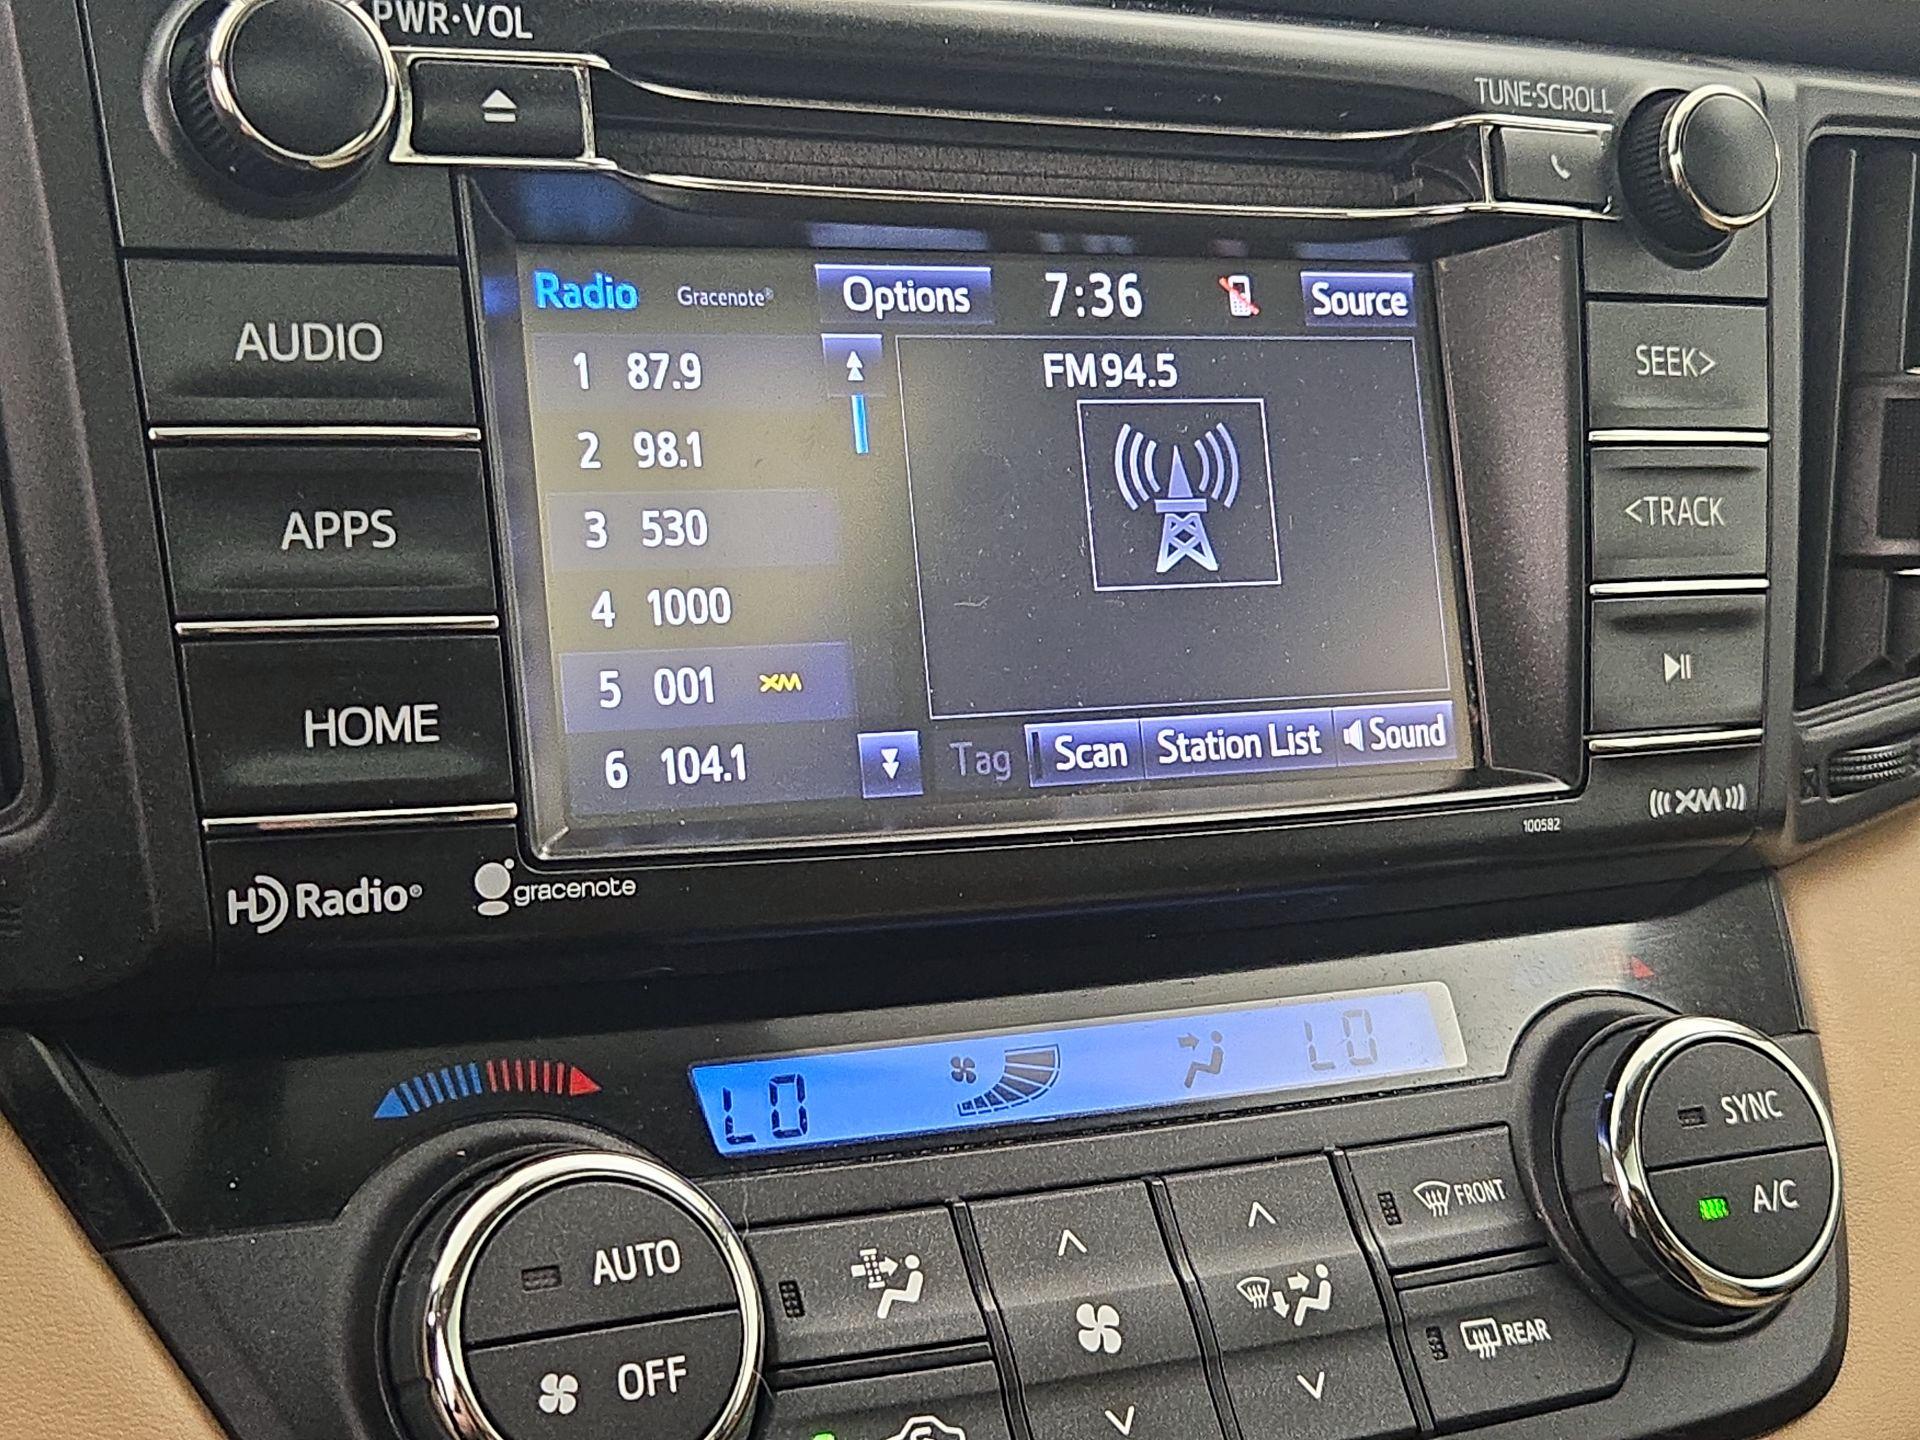 PWR·VOL
TUNE·SCROLL
AUDIO
APPS
HOME
Radio Gracenote® Options 7:36 Source
1 87.9
2 98.1
3 530
4 1000
5 001 XM
6 104.1
FM 94.5
Tag Scan Station List Sound
SEEK>
<TRACK
((( XM )))
100582
HD Radio®
gracenote
LO LO
AUTO
OFF
FRONT
REAR
SYNC
A/C